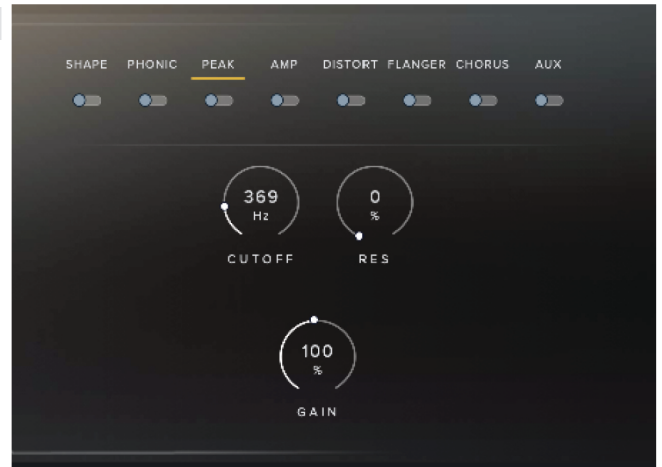 SHAPE PHONIC PEAK AMP DISTORT FLANGER CHORUS AUX
369 0
Hz %
CUTOFF RES
100
%
GAIN